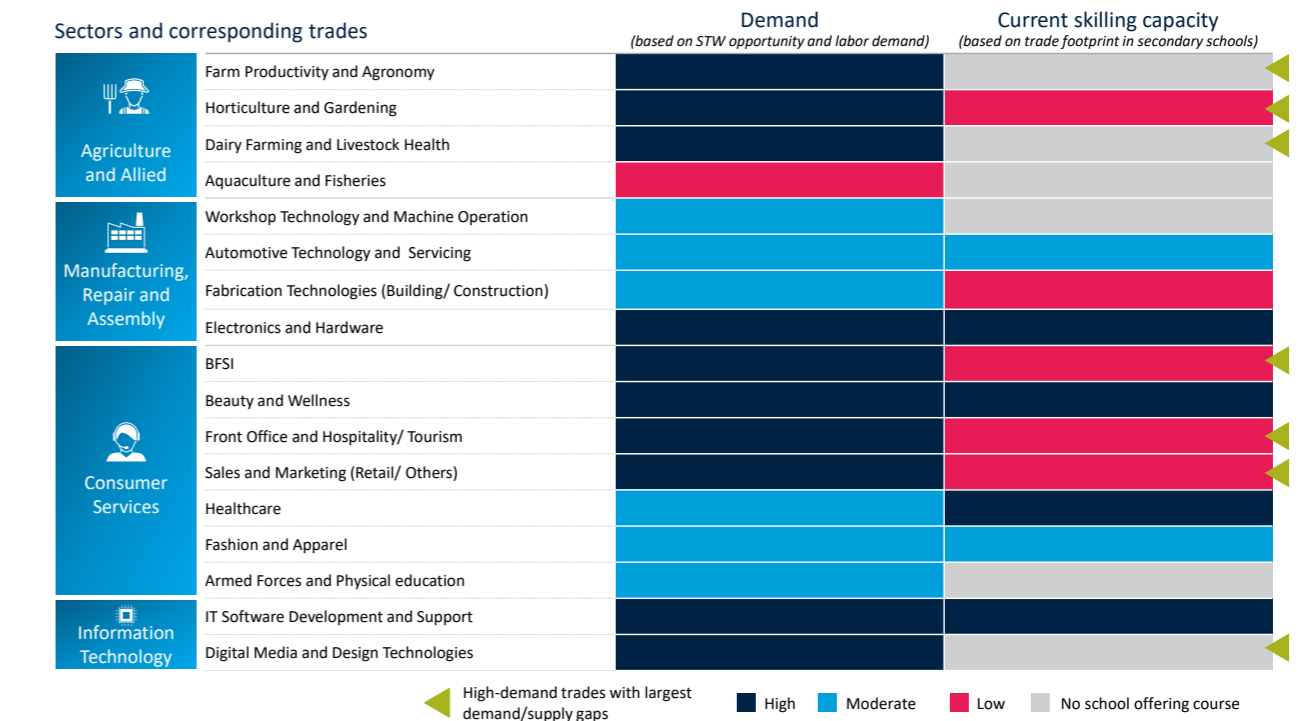 Sectors and corresponding trades
Demand
(based on STW opportunity and labor demand)
Current skilling capacity
(based on trade footprint in secondary schools)
Agriculture
and Allied
Farm Productivity and Agronomy
Horticulture and Gardening
Dairy Farming and Livestock Health
Aquaculture and Fisheries
Manufacturing,
Repair and
Assembly
Workshop Technology and Machine Operation
Automotive Technology and  Servicing
Fabrication Technologies (Building/ Construction)
Electronics and Hardware
Consumer
Services
BFSI
Beauty and Wellness
Front Office and Hospitality/ Tourism
Sales and Marketing (Retail/ Others)
Healthcare
Fashion and Apparel
Armed Forces and Physical education
Information
Technology
IT Software Development and Support
Digital Media and Design Technologies
High-demand trades with largest
demand/supply gaps
High
Moderate
Low
No school offering course